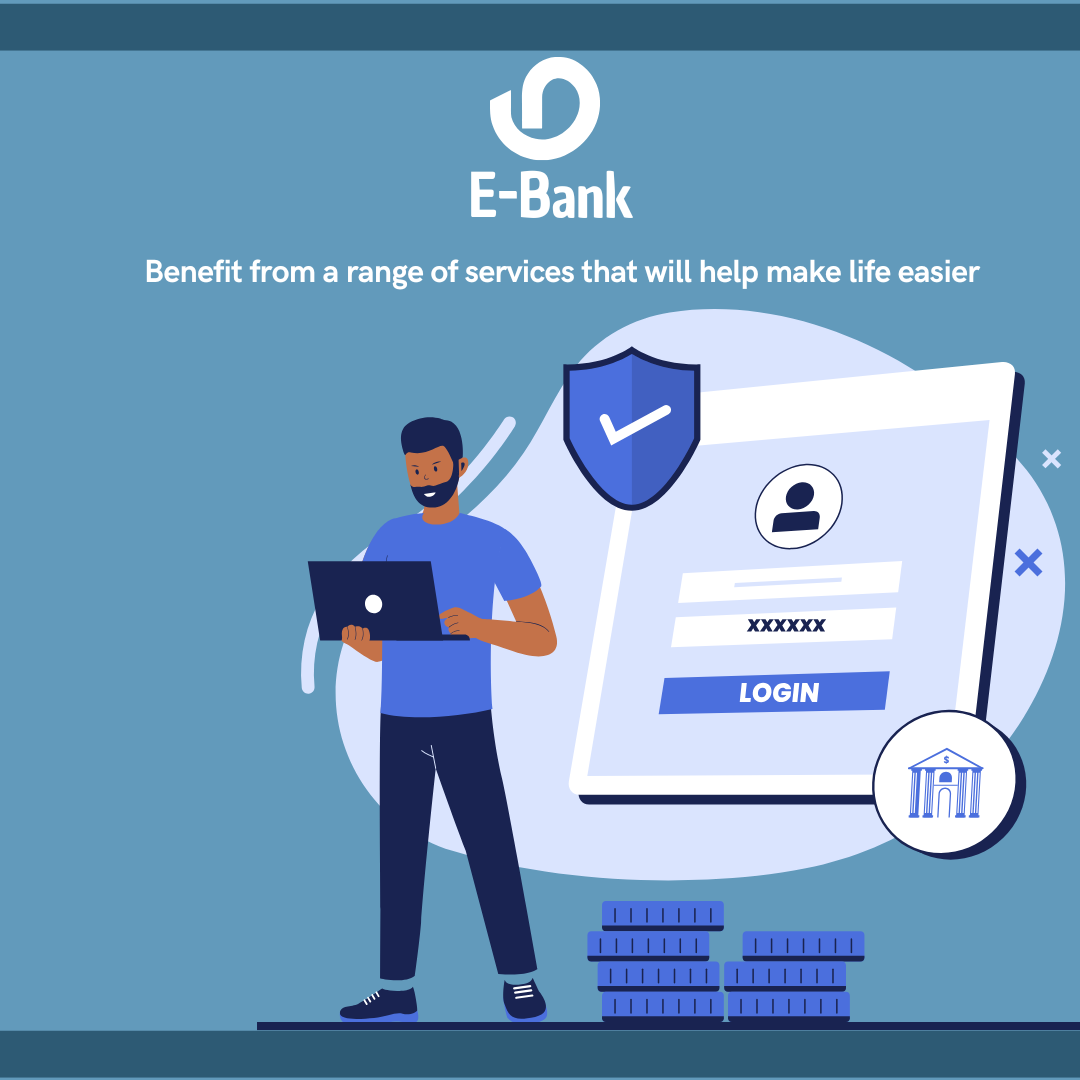 E-Bank
Benefit from a range of services that will help make life easier
xxxxxx
LOGIN
$